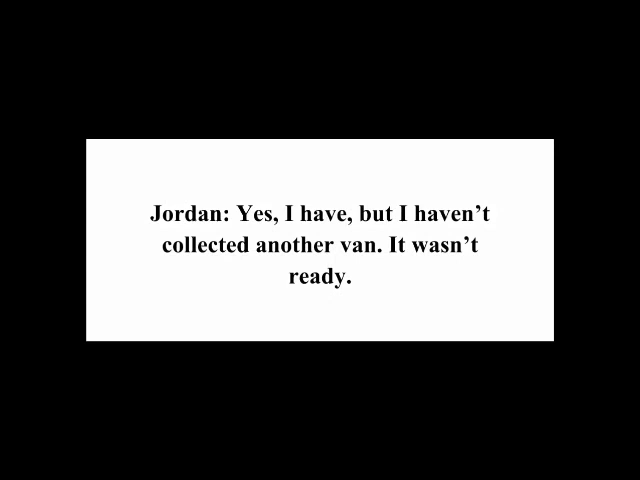 Jordan: Yes, I have, but I haven’t
collected another van. It wasn’t
ready.